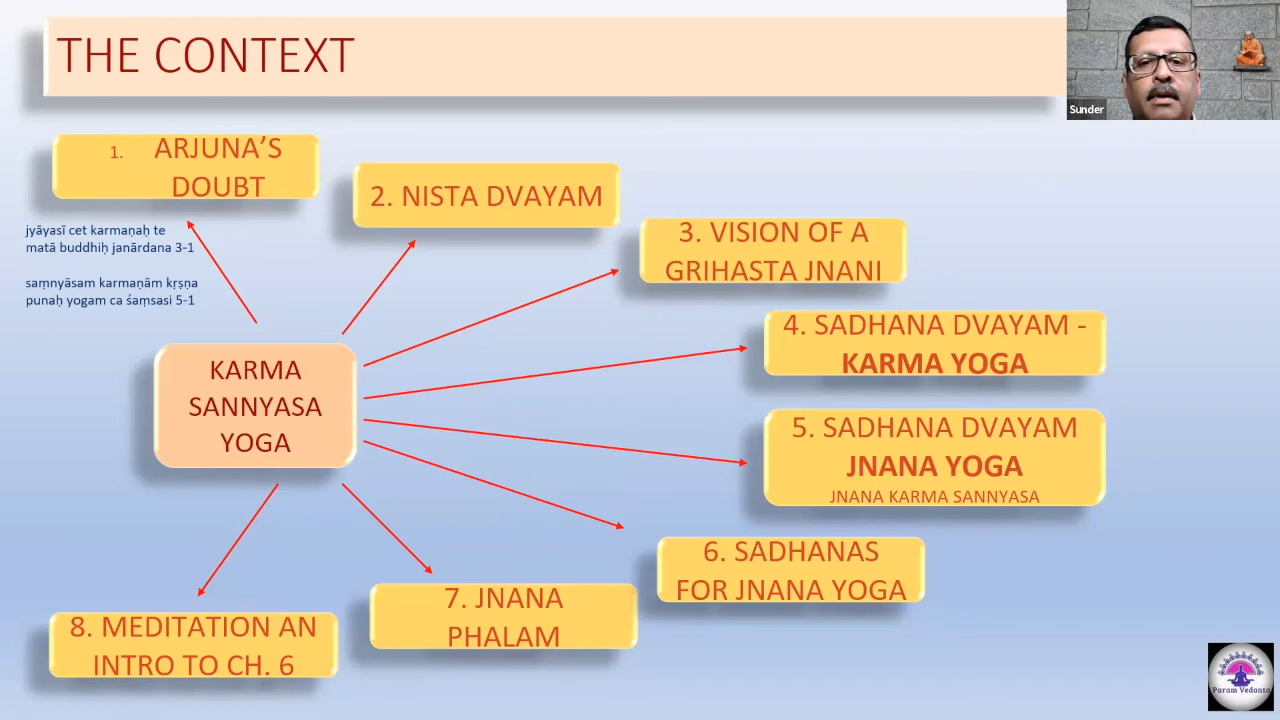 THE CONTEXT
Sunder
1. ARJUNA’S
DOUBT
jyāyasī cet karmaṇaḥ te
matā buddhiḥ janārdana 3-1
saṃnyāsam karmaṇām kṛṣṇa
punaḥ yogam ca śaṃsasi 5-1
2. NISTA DVAYAM
3. VISION OF A
GRIHASTA JNANI
4. SADHANA DVAYAM -
KARMA YOGA
5. SADHANA DVAYAM
JNANA YOGA
JNANA KARMA SANNYASA
KARMA
SANNYASA
YOGA
6. SADHANAS
FOR JNANA YOGA
7. JNANA
PHALAM
8. MEDITATION AN
INTRO TO CH. 6
Param Vedanta